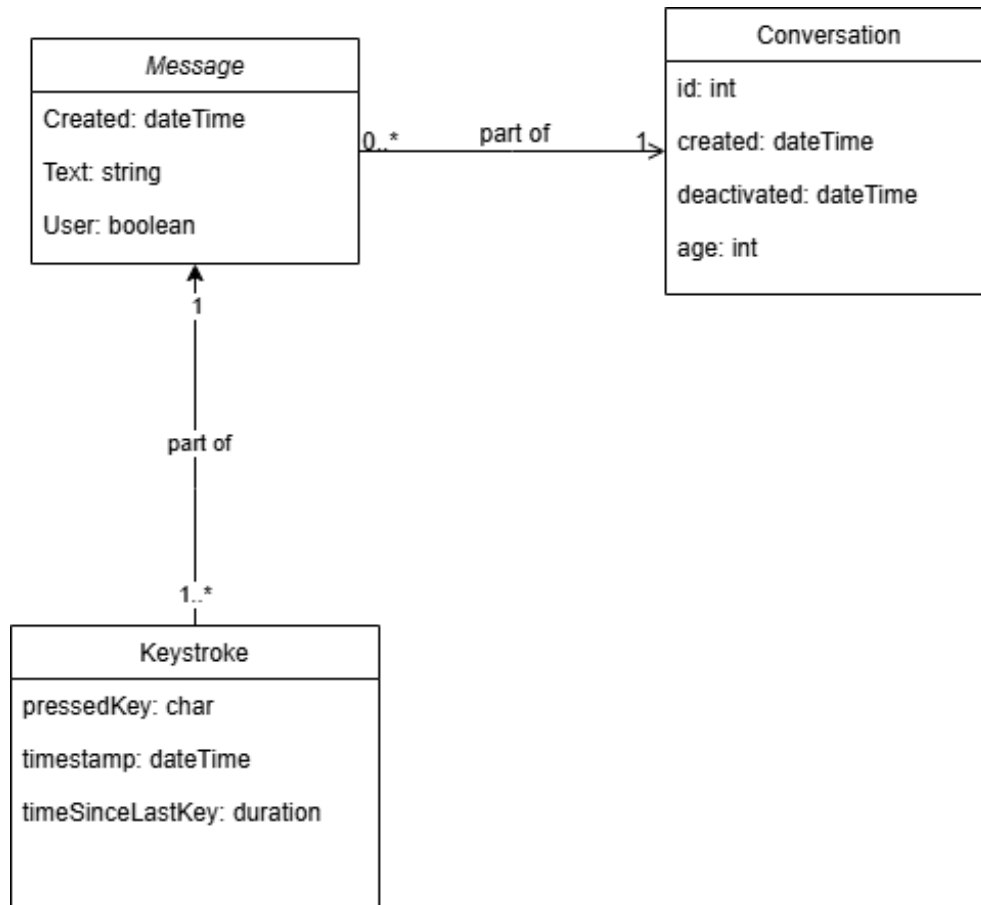 Message
Created: dateTime
Text: string
User: boolean
0..*
part of
1
Conversation
id: int
created: dateTime
deactivated: dateTime
age: int
1
part of
1..*
Keystroke
pressedKey: char
timestamp: dateTime
timeSinceLastKey: duration